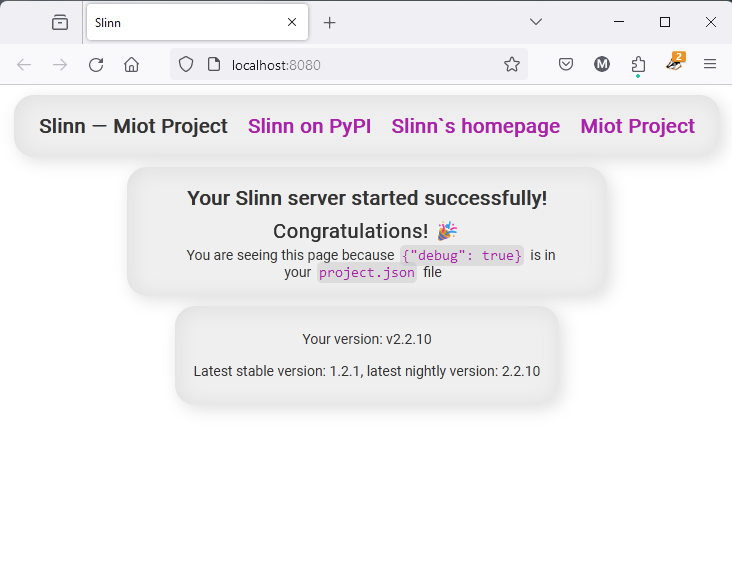 Slinn
localhost:8080
M
2
Slinn — Miot Project Slinn on PyPI Slinn`s homepage Miot Project
Your Slinn server started successfully!
Congratulations! 🎉
You are seeing this page because {"debug": true} is in
your project.json file
Your version: v2.2.10
Latest stable version: 1.2.1, latest nightly version: 2.2.10